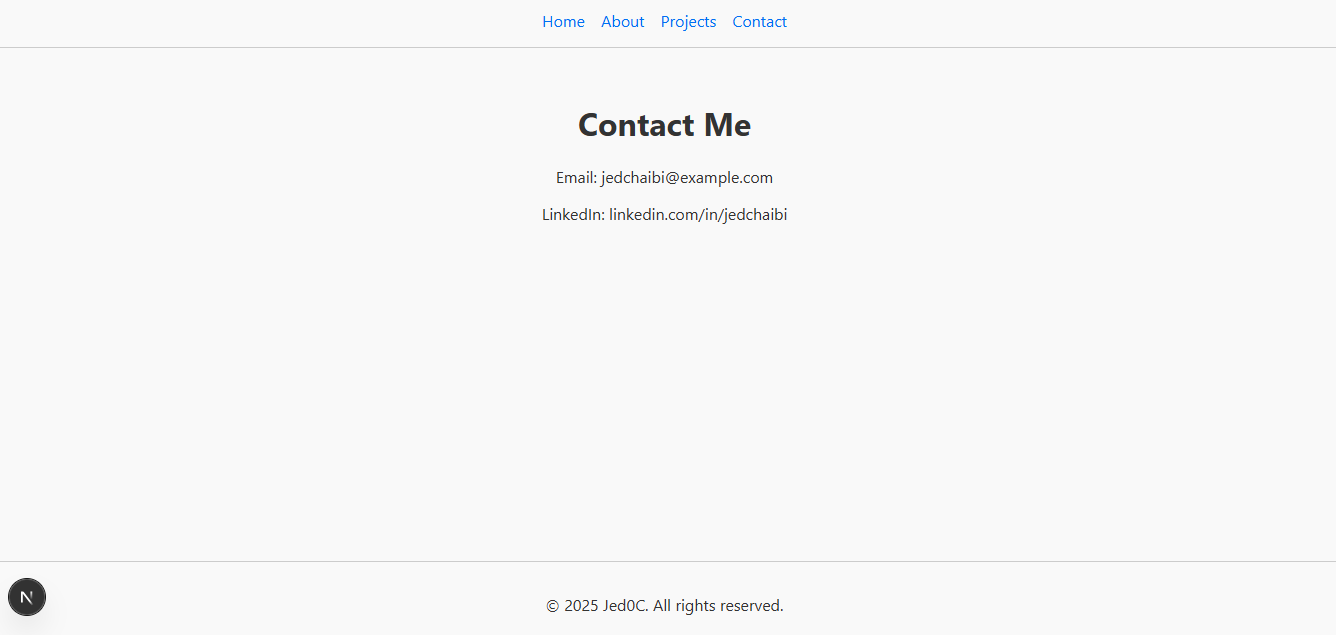 Home About Projects Contact
Contact Me
Email: jedchaibi@example.com
LinkedIn: linkedin.com/in/jedchaibi
N
© 2025 Jed0C. All rights reserved.